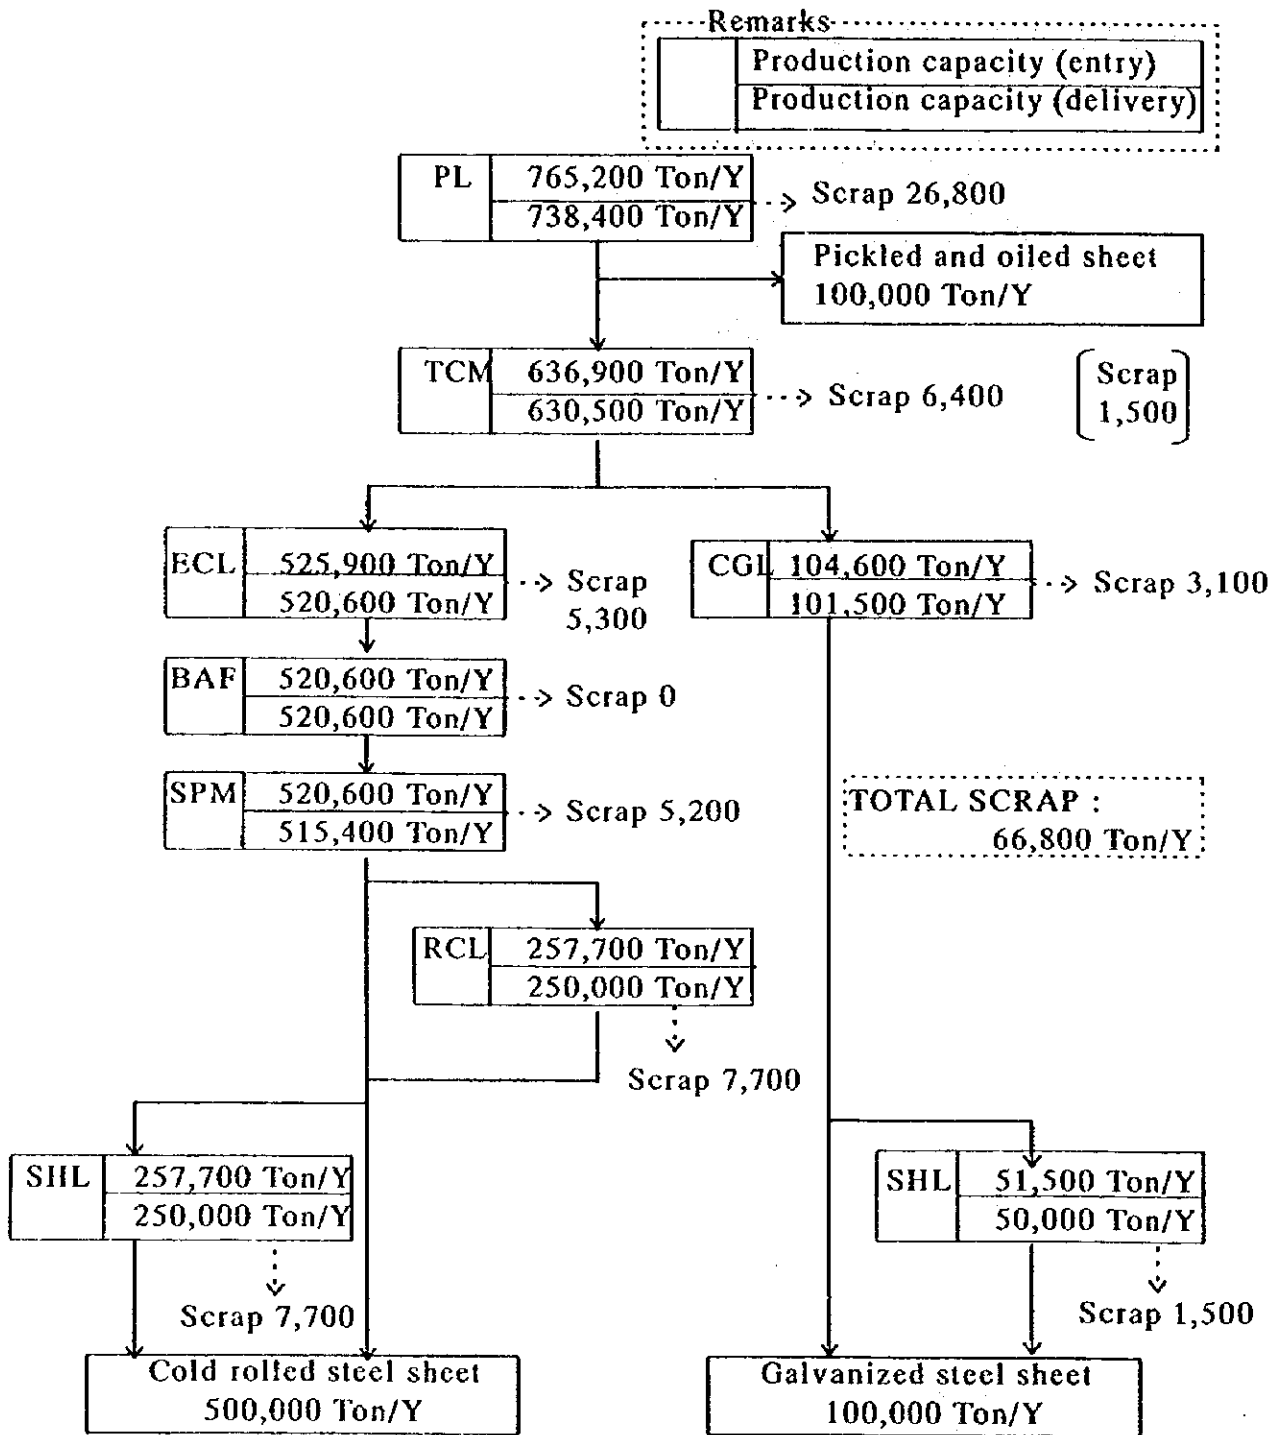 Remarks
Production capacity (entry)
Production capacity (delivery)
PL
765,200 Ton/Y
738,400 Ton/Y
Scrap 26,800
Pickled and oiled sheet
100,000 Ton/Y
TCM
636,900 Ton/Y
630,500 Ton/Y
Scrap 6,400
Scrap
1,500
ECL
525,900 Ton/Y
520,600 Ton/Y
Scrap
5,300
CGL
104,600 Ton/Y
101,500 Ton/Y
Scrap 3,100
BAF
520,600 Ton/Y
520,600 Ton/Y
Scrap 0
SPM
520,600 Ton/Y
515,400 Ton/Y
Scrap 5,200
TOTAL SCRAP :
66,800 Ton/Y
RCL
257,700 Ton/Y
250,000 Ton/Y
Scrap 7,700
SHL
257,700 Ton/Y
250,000 Ton/Y
Scrap 7,700
SHL
51,500 Ton/Y
50,000 Ton/Y
Scrap 1,500
Cold rolled steel sheet
500,000 Ton/Y
Galvanized steel sheet
100,000 Ton/Y